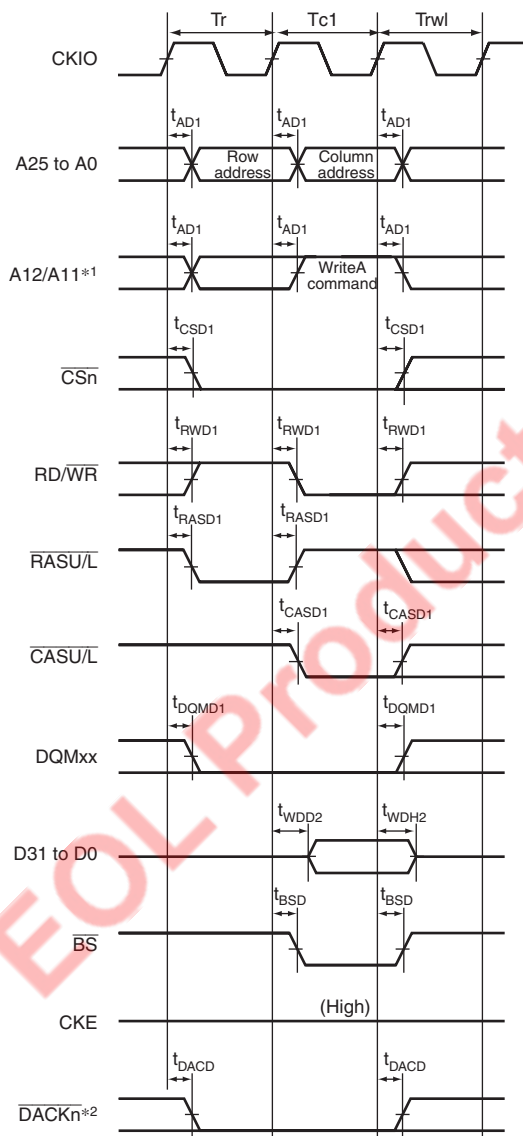 Tr Tc1 Trwl
CKIO
tAD1 tAD1 tAD1
A25 to A0
Row address
Column address
tAD1 tAD1 tAD1
A12/A11*1
WriteA command
tCSD1 tCSD1
CSn
tRWD1 tRWD1 tRWD1
RD/WR
tRASD1 tRASD1
RASU/L
tCASD1 tCASD1
CASU/L
tDQMD1 tDQMD1
DQMxx
tWDD2 tWDH2
D31 to D0
tBSD tBSD
BS
(High)
CKE
tDACD tDACD
DACKn*2
EOL Product